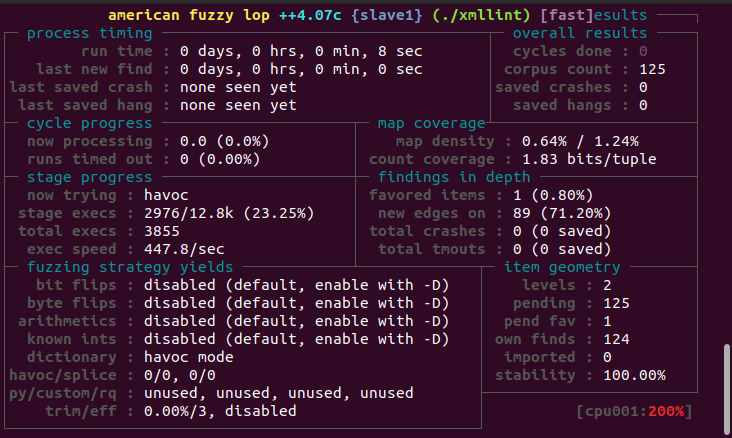 american fuzzy lop ++4.07c {slave1} (./xmllint) [fast]esults
process timing overall results
run time : 0 days, 0 hrs, 0 min, 8 sec cycles done : 0
last new find : 0 days, 0 hrs, 0 min, 0 sec corpus count : 125
last saved crash : none seen yet saved crashes : 0
last saved hang : none seen yet saved hangs : 0
cycle progress map coverage
now processing : 0.0 (0.0%) map density : 0.64% / 1.24%
runs timed out : 0 (0.00%) count coverage : 1.83 bits/tuple
stage progress findings in depth
now trying : havoc favored items : 1 (0.80%)
stage execs : 2976/12.8k (23.25%) new edges on : 89 (71.20%)
total execs : 3855 total crashes : 0 (0 saved)
exec speed : 447.8/sec total tmouts : 0 (0 saved)
fuzzing strategy yields item geometry
bit flips : disabled (default, enable with -D) levels : 2
byte flips : disabled (default, enable with -D) pending : 125
arithmetics : disabled (default, enable with -D) pend fav : 1
known ints : disabled (default, enable with -D) own finds : 124
dictionary : havoc mode imported : 0
havoc/splice : 0/0, 0/0 stability : 100.00%
py/custom/rq : unused, unused, unused, unused
trim/eff : 0.00%/3, disabled [cpu001:200%]